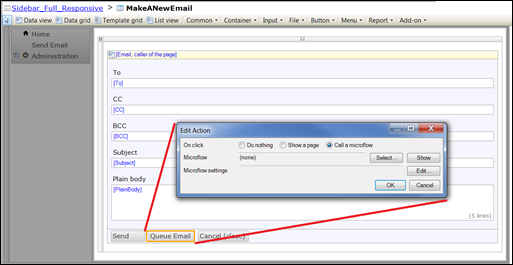 Sidebar_Full_Responsive > MakeANewEmail
Data view Data grid Template grid List view Common Container Input File Button Menu Report Add-on
Home
Send Email
Administration
12
[Email, caller of the page]
To
[To]
CC
[CC]
BCC
[BCC]
Subject
[Subject]
Plain body
[PlainBody]
(5 lines)
Send Queue Email Cancel (close)
Edit Action
On click Do nothing Show a page Call a microflow
Microflow (none) Select... Show
Microflow settings Edit...
OK Cancel